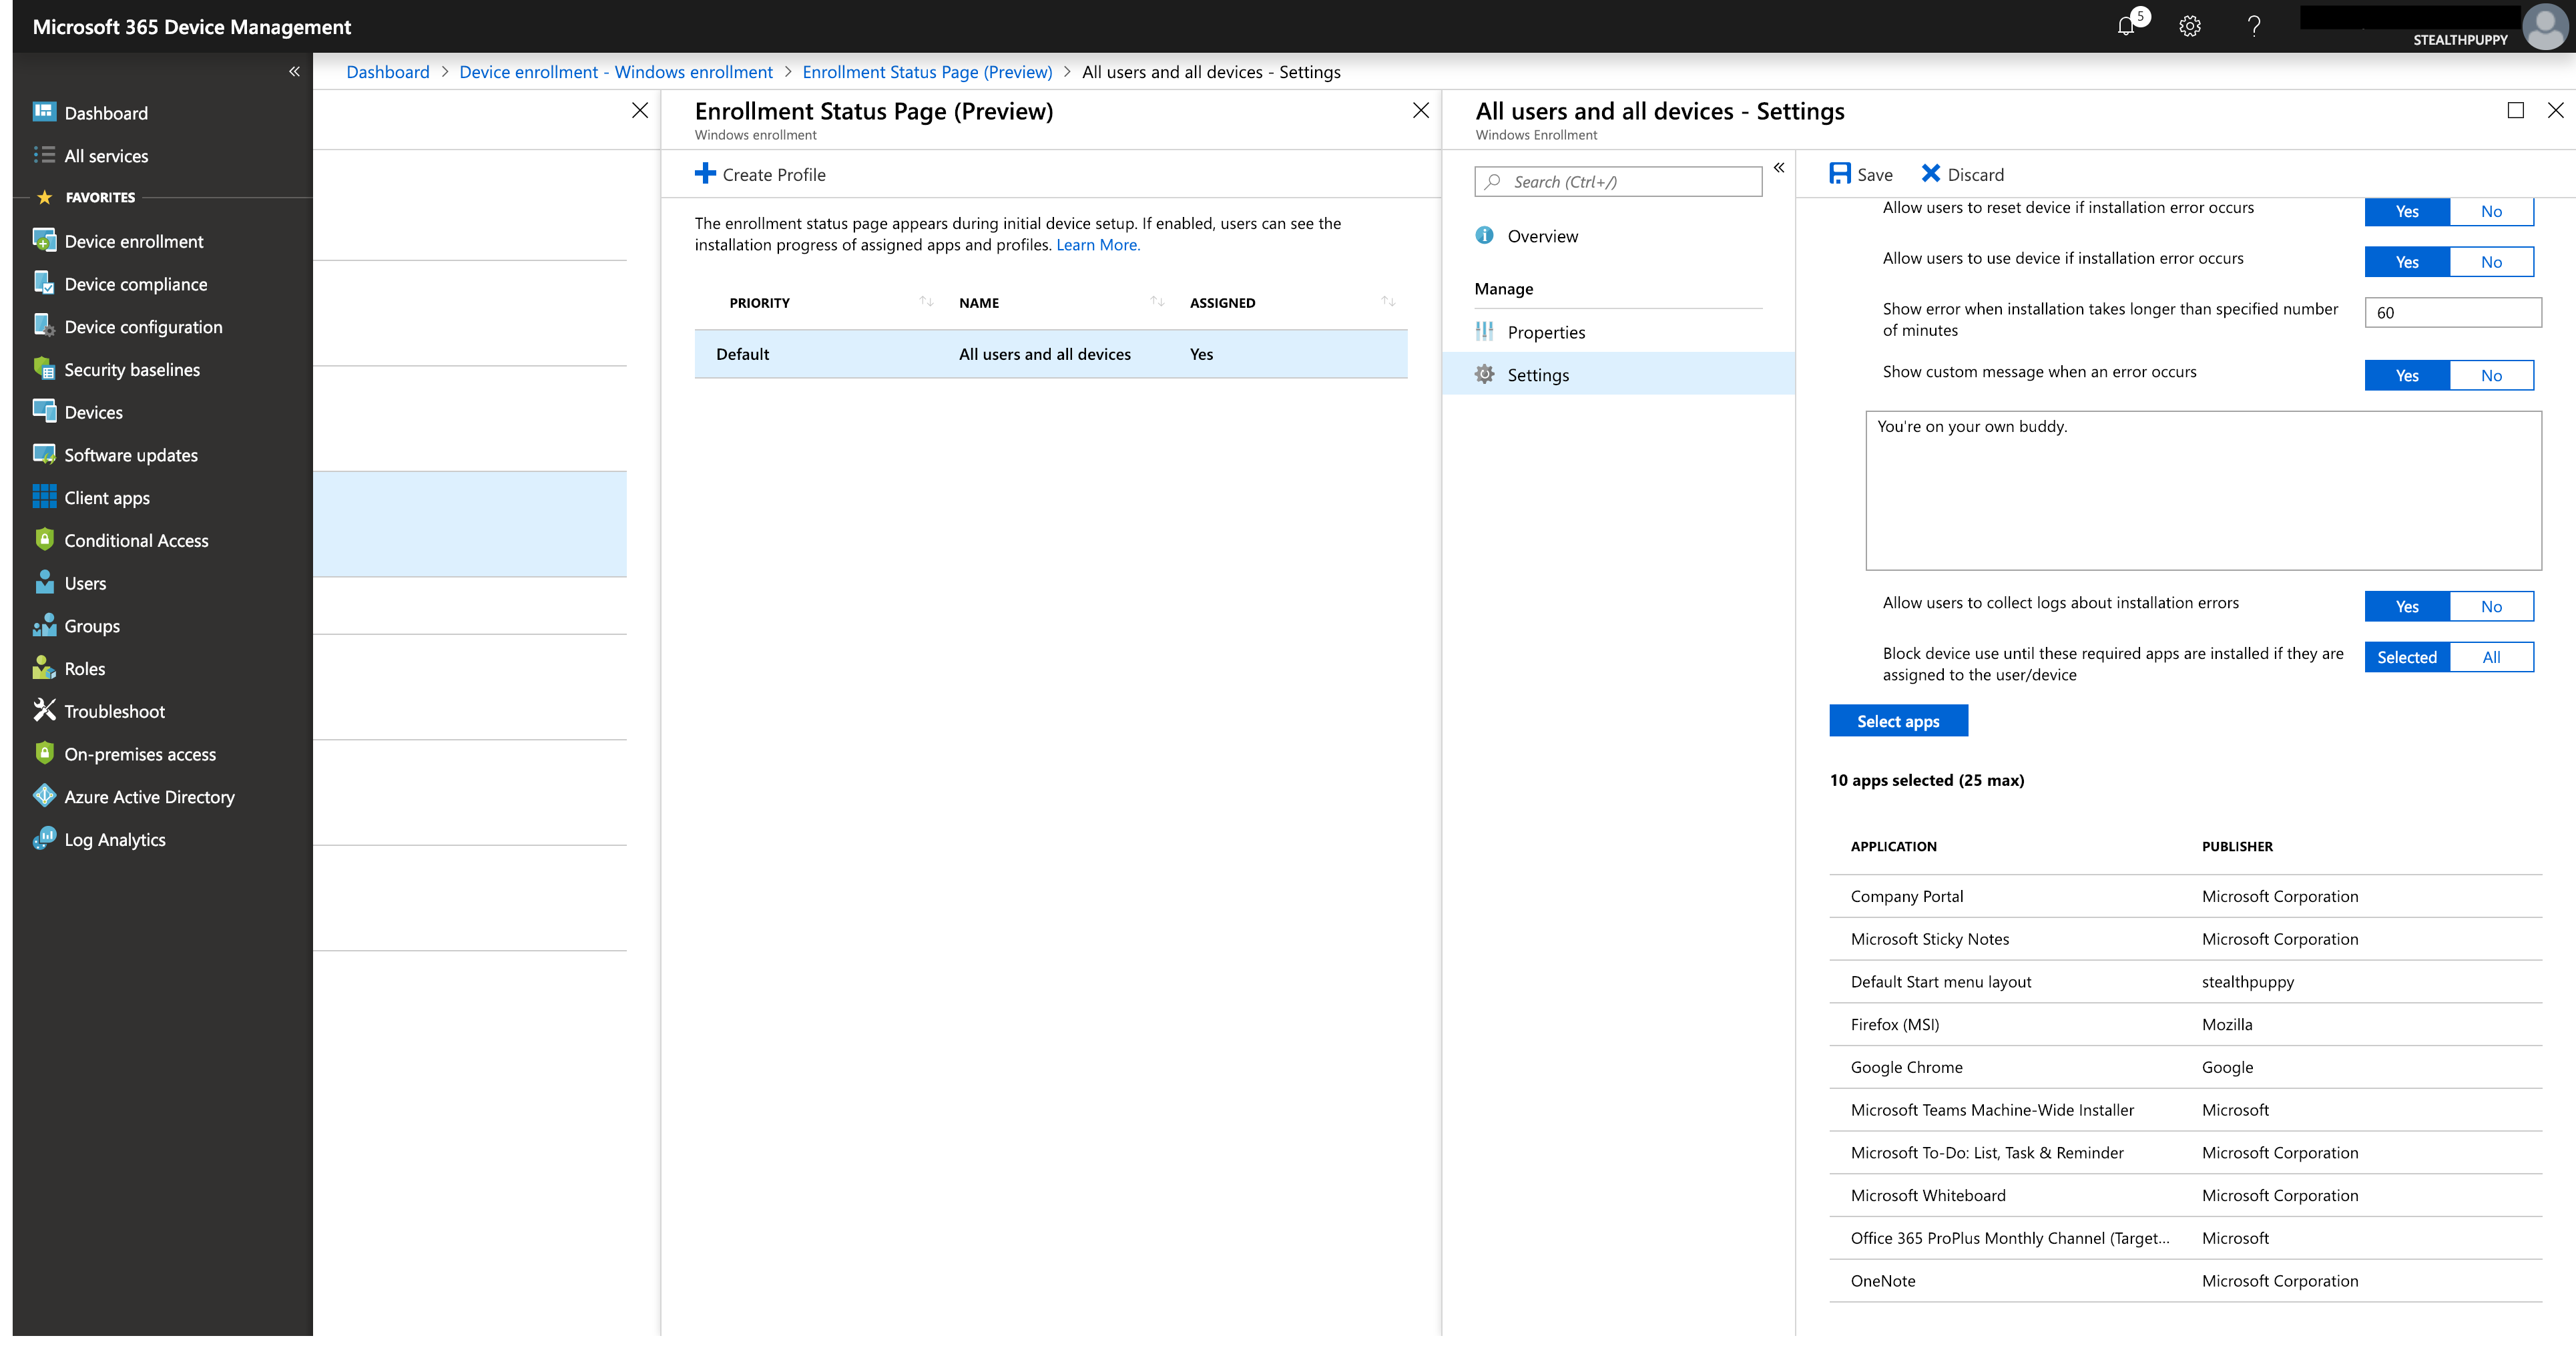 Microsoft 365 Device Management
5
STEALTHPUPPY
Dashboard > Device enrollment - Windows enrollment > Enrollment Status Page (Preview) > All users and all devices - Settings
Dashboard
All services
FAVORITES
Device enrollment
Device compliance
Device configuration
Security baselines
Devices
Software updates
Client apps
Conditional Access
Users
Groups
Roles
Troubleshoot
On-premises access
Azure Active Directory
Log Analytics
Enrollment Status Page (Preview)
Windows enrollment
Create Profile
The enrollment status page appears during initial device setup. If enabled, users can see the
installation progress of assigned apps and profiles. Learn More.
PRIORITY NAME ASSIGNED
Default All users and all devices Yes
All users and all devices - Settings
Windows Enrollment
Search (Ctrl+/)
Overview
Manage
Properties
Settings
Save Discard
Allow users to reset device if installation error occurs Yes No
Allow users to use device if installation error occurs Yes No
Show error when installation takes longer than specified number
of minutes
60
Show custom message when an error occurs Yes No
You're on your own buddy.
Allow users to collect logs about installation errors Yes No
Block device use until these required apps are installed if they are
assigned to the user/device
Selected All
Select apps
10 apps selected (25 max)
APPLICATION PUBLISHER
Company Portal Microsoft Corporation
Microsoft Sticky Notes Microsoft Corporation
Default Start menu layout stealthpuppy
Firefox (MSI) Mozilla
Google Chrome Google
Microsoft Teams Machine-Wide Installer Microsoft
Microsoft To-Do: List, Task & Reminder Microsoft Corporation
Microsoft Whiteboard Microsoft Corporation
Office 365 ProPlus Monthly Channel (Target... Microsoft
OneNote Microsoft Corporation